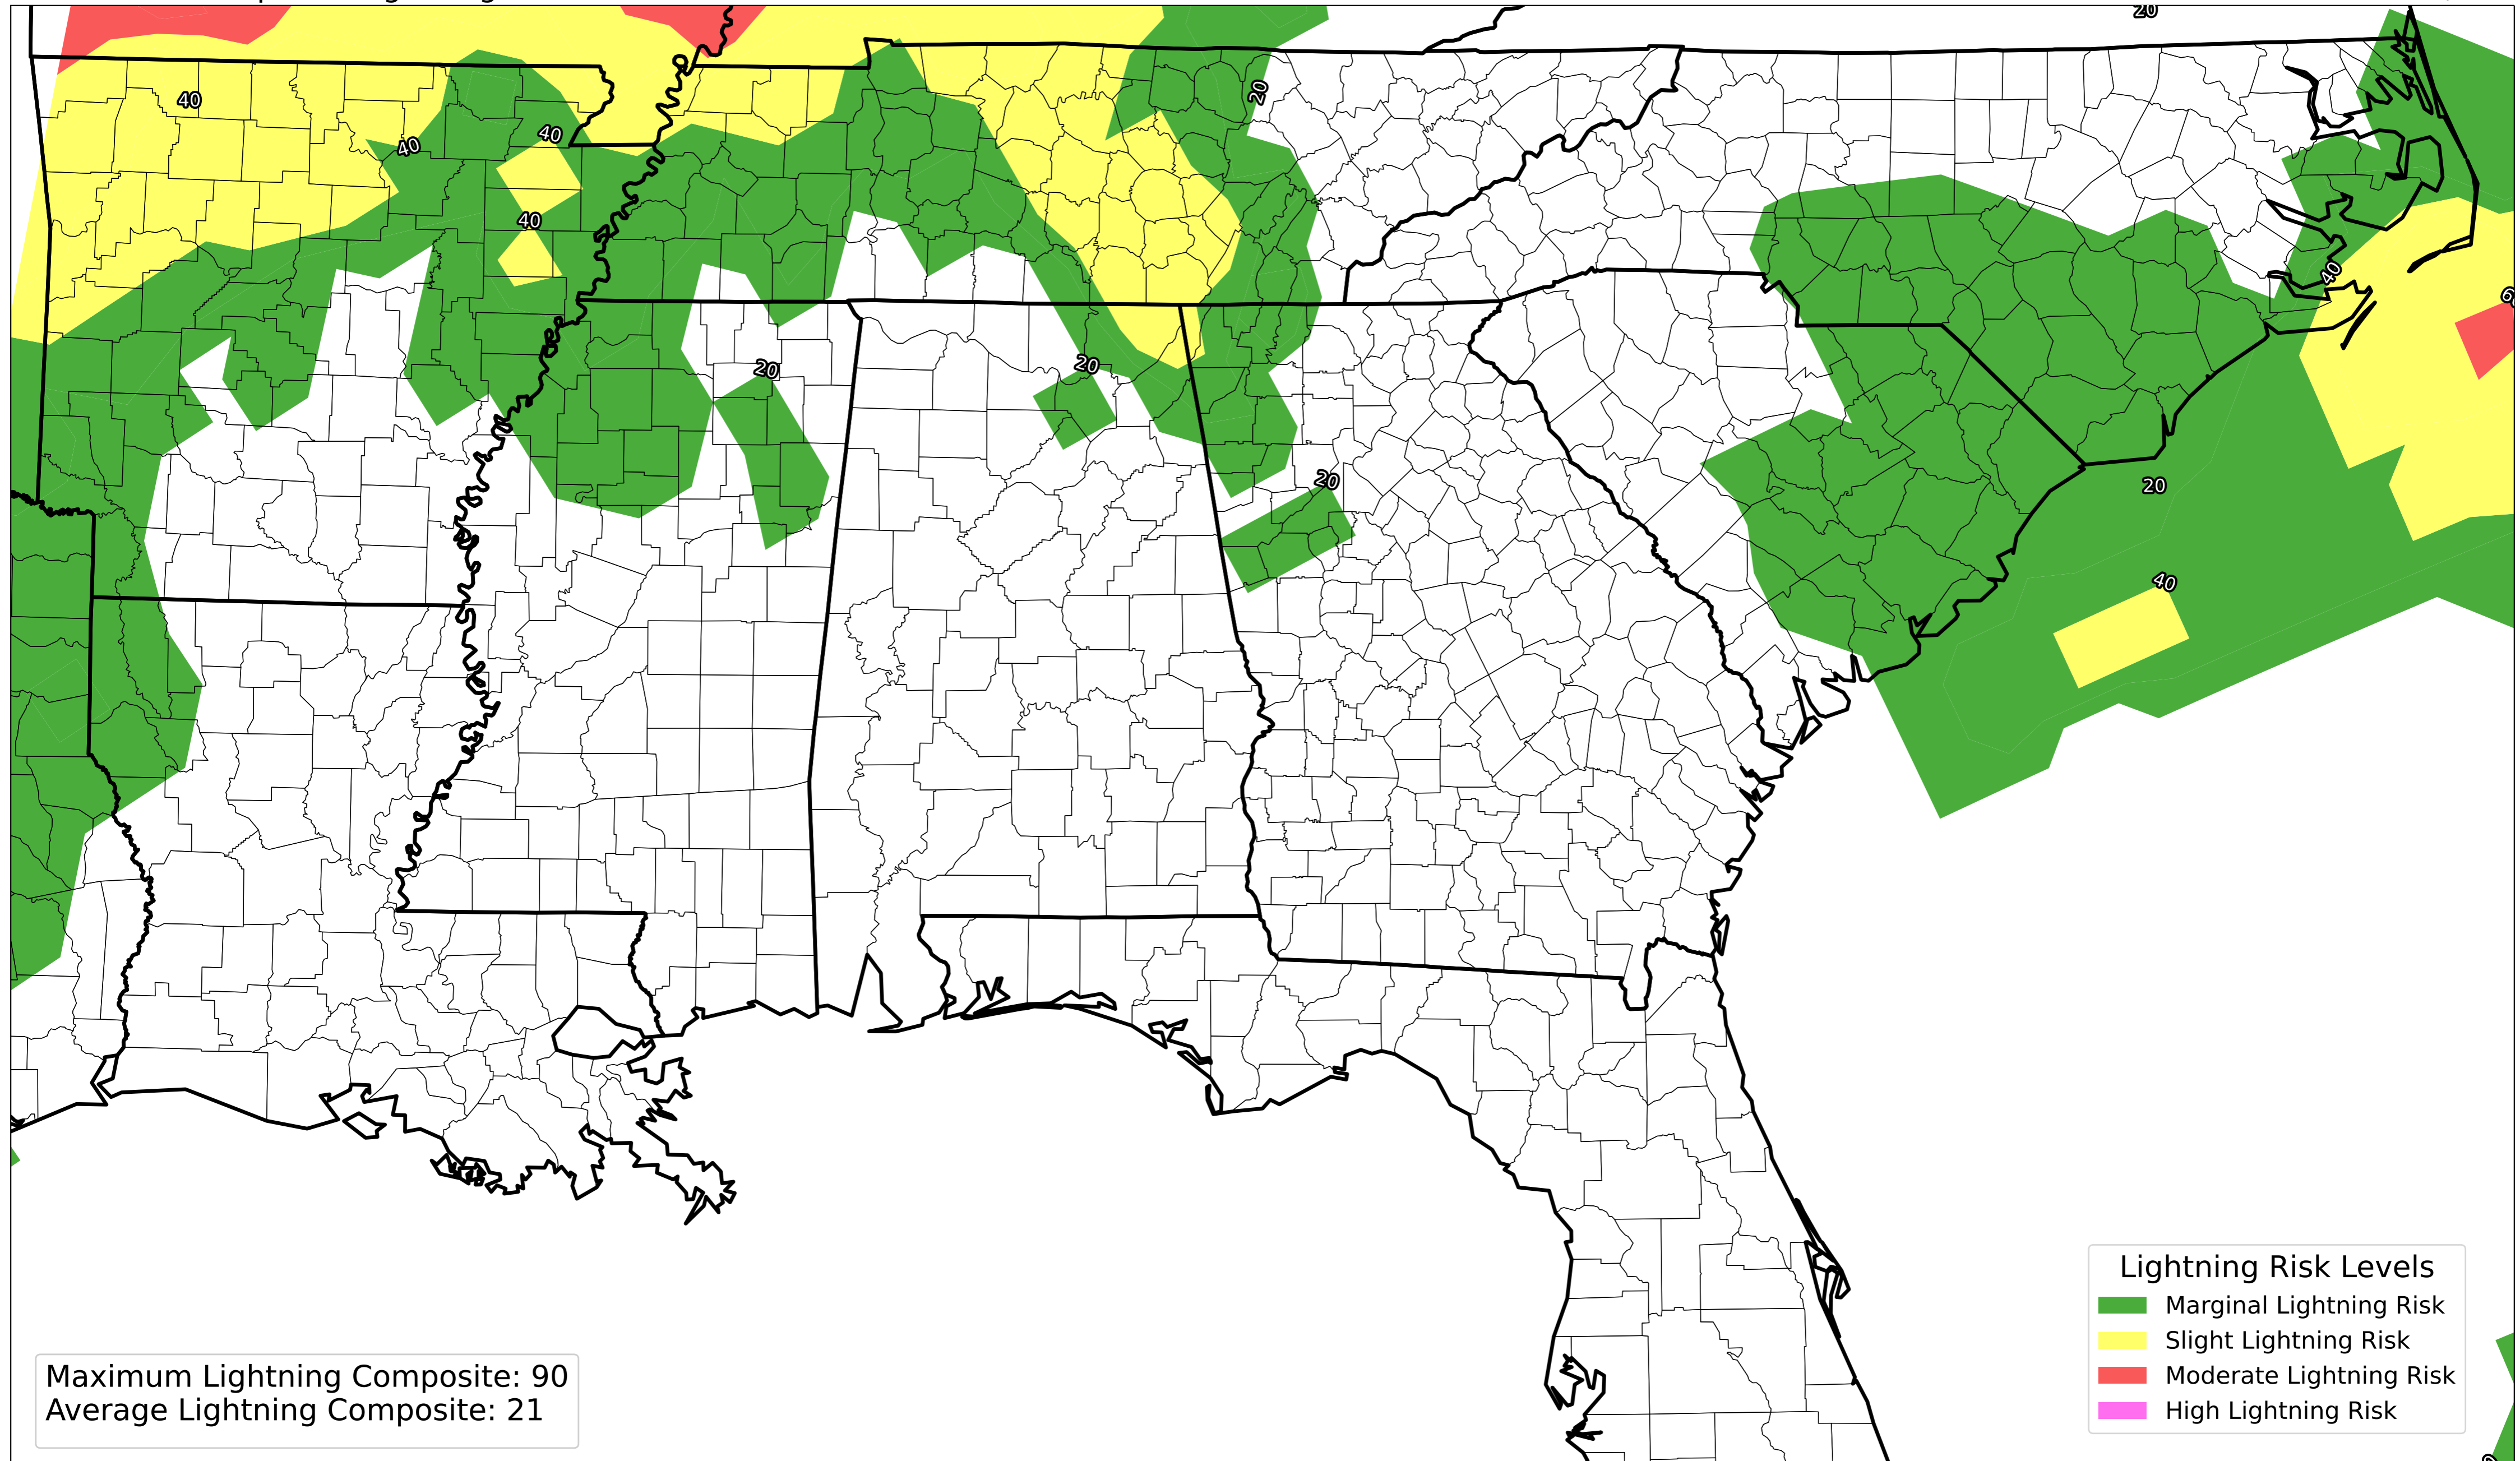 20
40
20
40
40
40
40
6
20
20
20
20
40
Lightning Risk Levels
Marginal Lightning Risk
Slight Lightning Risk
Moderate Lightning Risk
High Lightning Risk
Maximum Lightning Composite: 90
Average Lightning Composite: 21